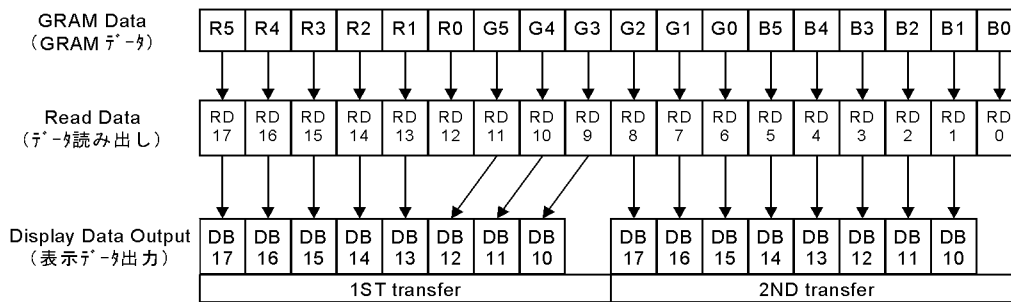 GRAM Data R5 R4 R3 R2 R1 R0 G5 G4 G3 G2 G1 G0 B5 B4 B3 B2 B1 B0
(GRAM ﾃﾞｰﾀ)
Read Data RD RD RD RD RD RD RD RD RD RD RD RD RD RD RD RD RD RD
(ﾃﾞｰﾀ読み出し) 17 16 15 14 13 12 11 10 9 8 7 6 5 4 3 2 1 0
Display Data Output DB DB DB DB DB DB DB DB DB DB DB DB DB DB DB DB
(表示ﾃﾞｰﾀ出力) 17 16 15 14 13 12 11 10 17 16 15 14 13 12 11 10
1ST transfer 2ND transfer